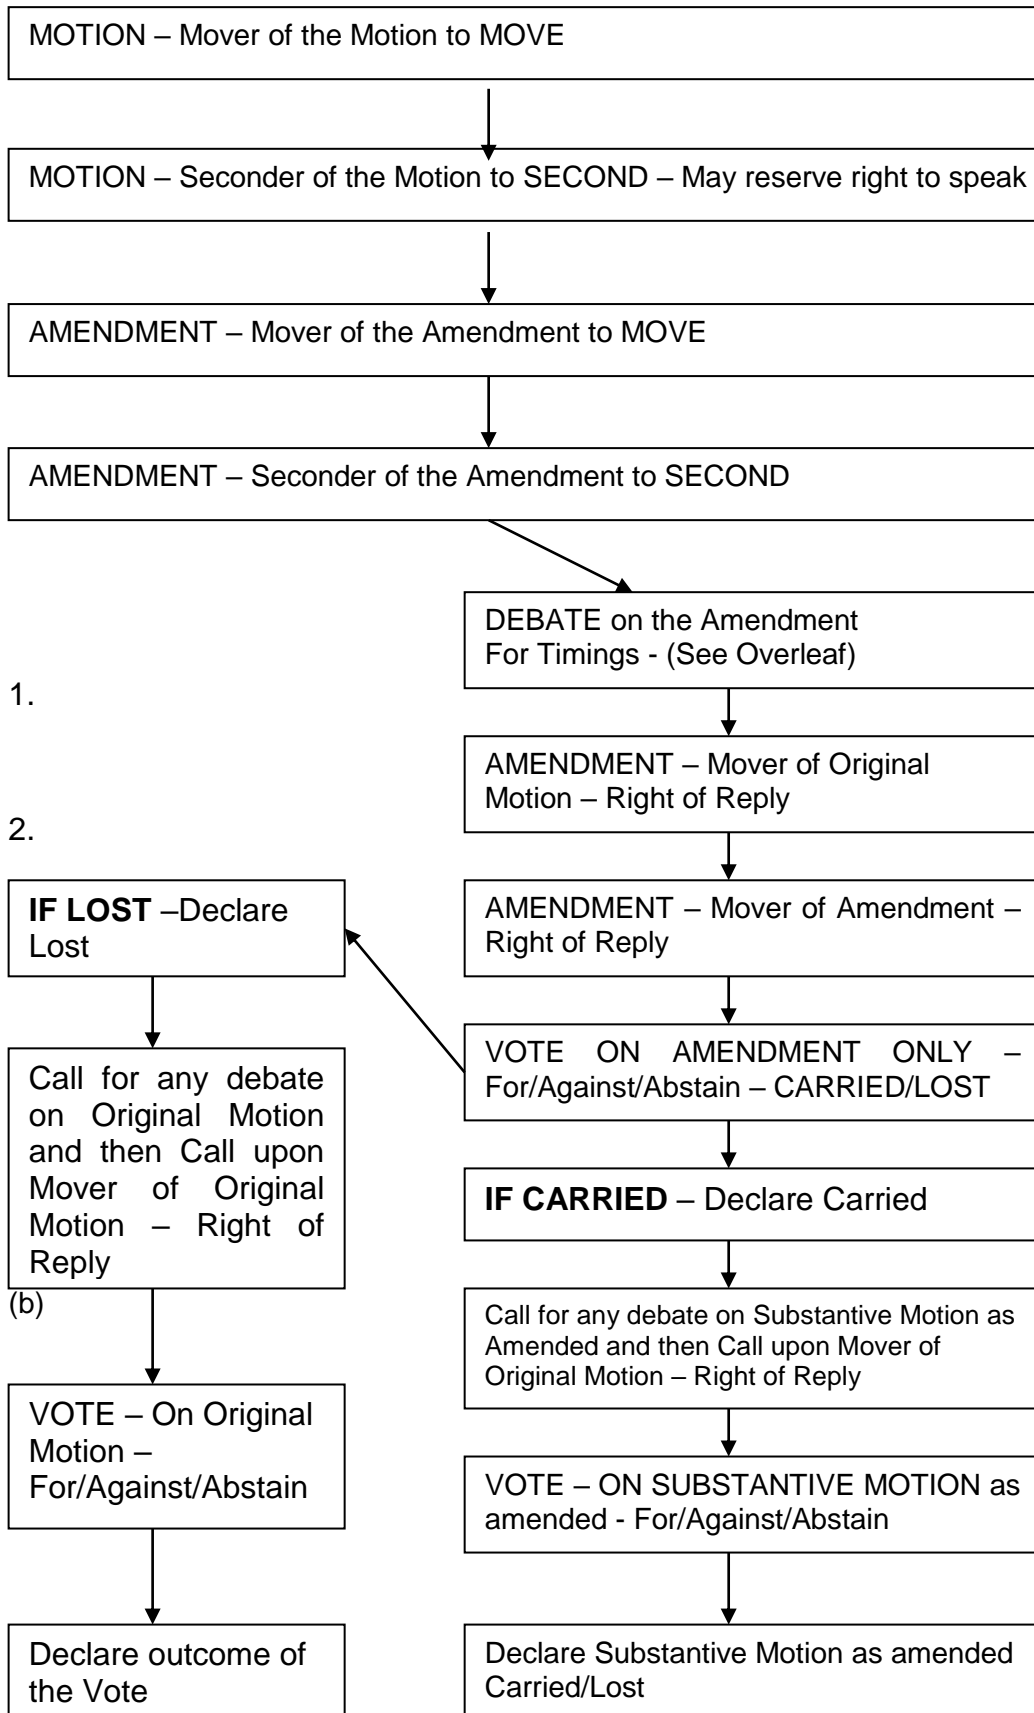 MOTION – Mover of the Motion to MOVE
MOTION – Seconder of the Motion to SECOND – May reserve right to speak
AMENDMENT – Mover of the Amendment to MOVE
AMENDMENT – Seconder of the Amendment to SECOND
DEBATE on the Amendment
For Timings - (See Overleaf)
1.
AMENDMENT – Mover of Original
Motion – Right of Reply
2.
AMENDMENT – Mover of Amendment –
Right of Reply
VOTE ON AMENDMENT ONLY –
For/Against/Abstain – CARRIED/LOST
IF LOST –Declare
Lost
Call for any debate
on Original Motion
and then Call upon
Mover of Original
Motion – Right of
Reply
(b)
VOTE – On Original
Motion –
For/Against/Abstain
Declare outcome of
the Vote
IF CARRIED – Declare Carried
Call for any debate on Substantive Motion as
Amended and then Call upon Mover of
Original Motion – Right of Reply
VOTE – ON SUBSTANTIVE MOTION as
amended - For/Against/Abstain
Declare Substantive Motion as amended
Carried/Lost